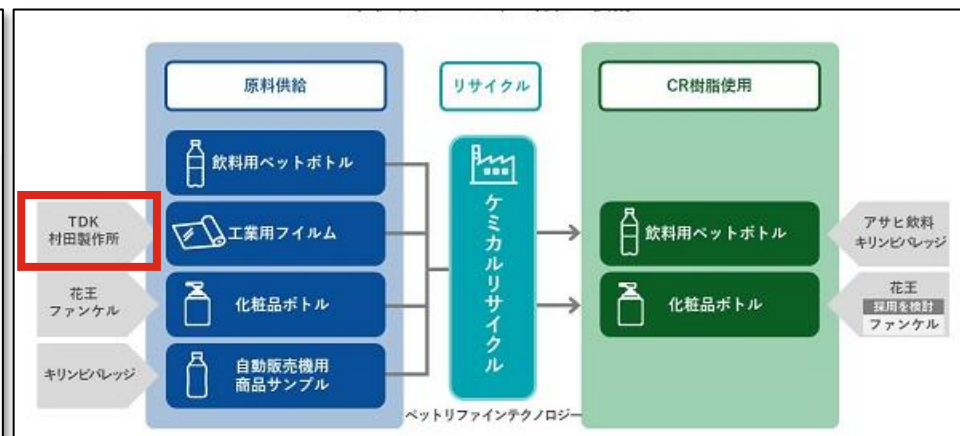 原料供給
リサイクル
CR樹脂使用
飲料用ペットボトル
TDK
村田製作所
工業用フイルム
花王
ファンケル
化粧品ボトル
キリンビバレッジ
自動販売機用
商品サンプル
ケミカルリサイクル
ペットリファインテクノロジー
飲料用ペットボトル
アサヒ飲料
キリンビバレッジ
化粧品ボトル
花王
採用を検討
ファンケル